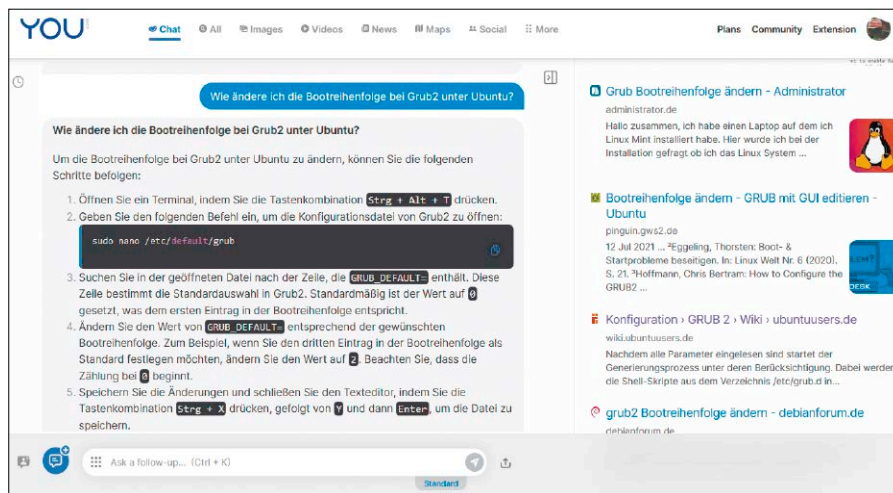 YOU
Chat
All
Images
Videos
News
Maps
Social
More
Plans
Community
Extension
Wie ändere ich die Bootreihenfolge bei Grub2 unter Ubuntu?
Wie ändere ich die Bootreihenfolge bei Grub2 unter Ubuntu?
Um die Bootreihenfolge bei Grub2 unter Ubuntu zu ändern, können Sie die folgenden
Schritte befolgen:
1. Öffnen Sie ein Terminal, indem Sie die Tastenkombination Strg + Alt + T drücken.
2. Geben Sie den folgenden Befehl ein, um die Konfigurationsdatei von Grub2 zu öffnen:
sudo nano /etc/default/grub
3. Suchen Sie in der geöffneten Datei nach der Zeile, die GRUB_DEFAULT= enthält. Diese
Zeile bestimmt die Standardauswahl in Grub2. Standardmäßig ist der Wert auf 0
gesetzt, was dem ersten Eintrag in der Bootreihenfolge entspricht.
4. Ändern Sie den Wert von GRUB_DEFAULT= entsprechend der gewünschten
Bootreihenfolge. Zum Beispiel, wenn Sie den dritten Eintrag in der Bootreihenfolge als
Standard festlegen möchten, ändern Sie den Wert auf 2. Beachten Sie, dass die
Zählung bei 0 beginnt.
5. Speichern Sie die Änderungen und schließen Sie den Texteditor, indem Sie die
Tastenkombination Strg + X drücken, gefolgt von Y und dann Enter, um die Datei zu
speichern.
Ask a follow-up... (Ctrl + K)
Standard
Grub Bootreihenfolge ändern - Administrator
administrator.de
Hallo zusammen, ich habe einen Laptop auf dem ich
Linux Mint installiert habe. Hier wurde ich bei der
Installation gefragt ob ich das Linux System ...
Bootreihenfolge ändern - GRUB mit GUI editieren -
Ubuntu
pinguin.gws2.de
12 Jul 2021 ... ²Eggeling, Thorsten: Boot- &
Startprobleme beseitigen. In: Linux Welt Nr. 6 (2020),
S. 21. ³Hoffmann, Chris Bertram: How to Configure the
GRUB2 ...
DESK
Konfiguration › GRUB 2 › Wiki › ubuntuusers.de
wiki.ubuntuusers.de
Nachdem alle Parameter eingelesen sind startet der
Generierungsprozess unter deren Berücksichtigung. Dabei werden
die Shell-Skripte aus dem Verzeichnis /etc/grub.d in...
grub2 Bootreihenfolge ändern - debianforum.de
debianforum.de